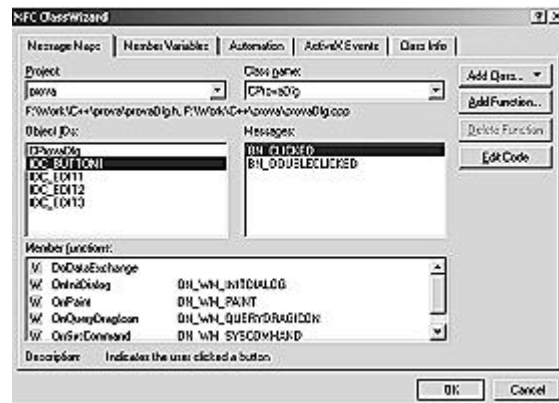 MFC ClassWizard
Message Maps
Member Variables
Automation
ActiveX Events
Class Info
Project:
Class name:
Add Class...
prova
CProvaDlg
Add Function...
F:\Work\C++\prova\provaDlg.h, F:\Work\C++\prova\provaDlg.cpp
Object IDs:
Messages:
Delete Function
CProvaDlg
BN_CLICKED
Edit Code
IDC_BUTTON1
BN_DOUBLECLICKED
IDC_EDIT1
IDC_EDIT2
IDC_EDIT3
Member functions:
V DoDataExchange
W OnInitDialog ON_WM_INITDIALOG
W OnPaint ON_WM_PAINT
W OnQueryDragIcon ON_WM_QUERYDRAGICON
W OnSysCommand ON_WM_SYSCOMMAND
Description: Indicates the user clicked a button
OK
Cancel